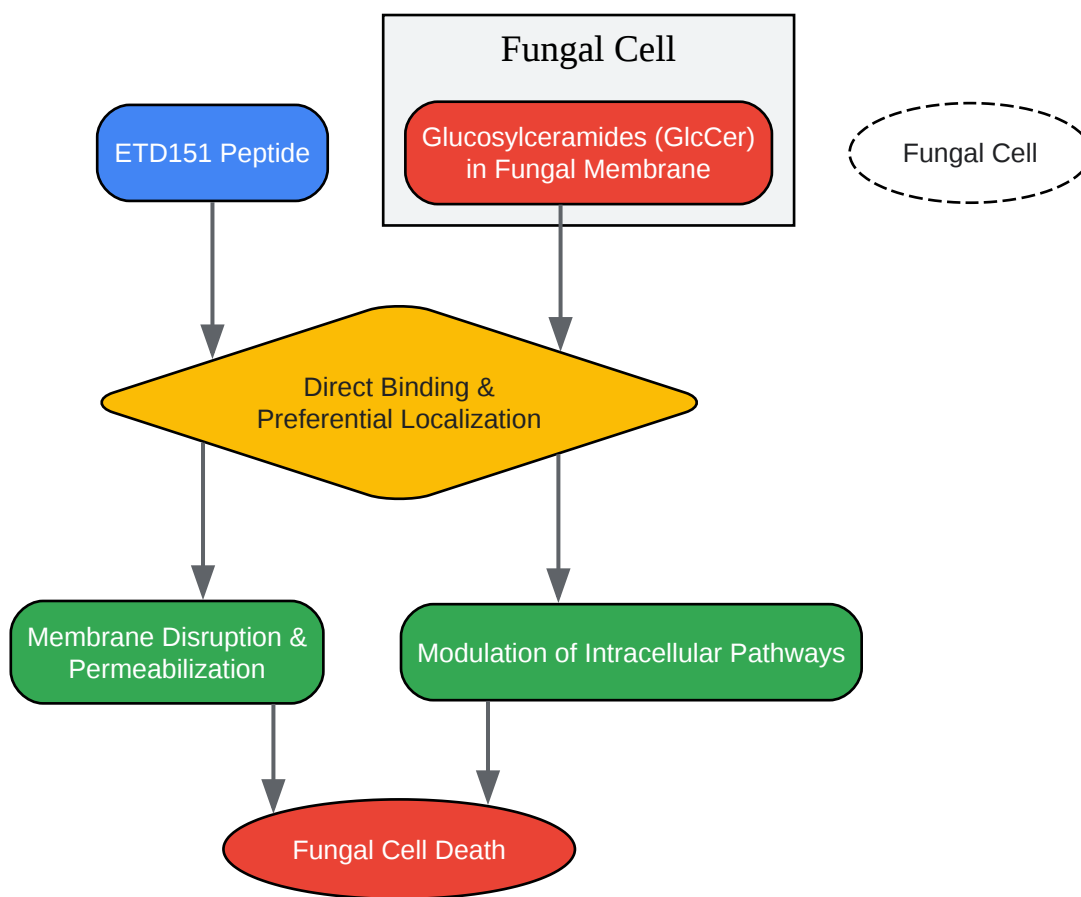 Fungal Cell
ETD151 Peptide
Glucosylceramides (GlcCer)
in Fungal Membrane
Fungal Cell
Direct Binding &
Preferential Localization
Membrane Disruption &
Permeabilization
Modulation of Intracellular Pathways
Fungal Cell Death